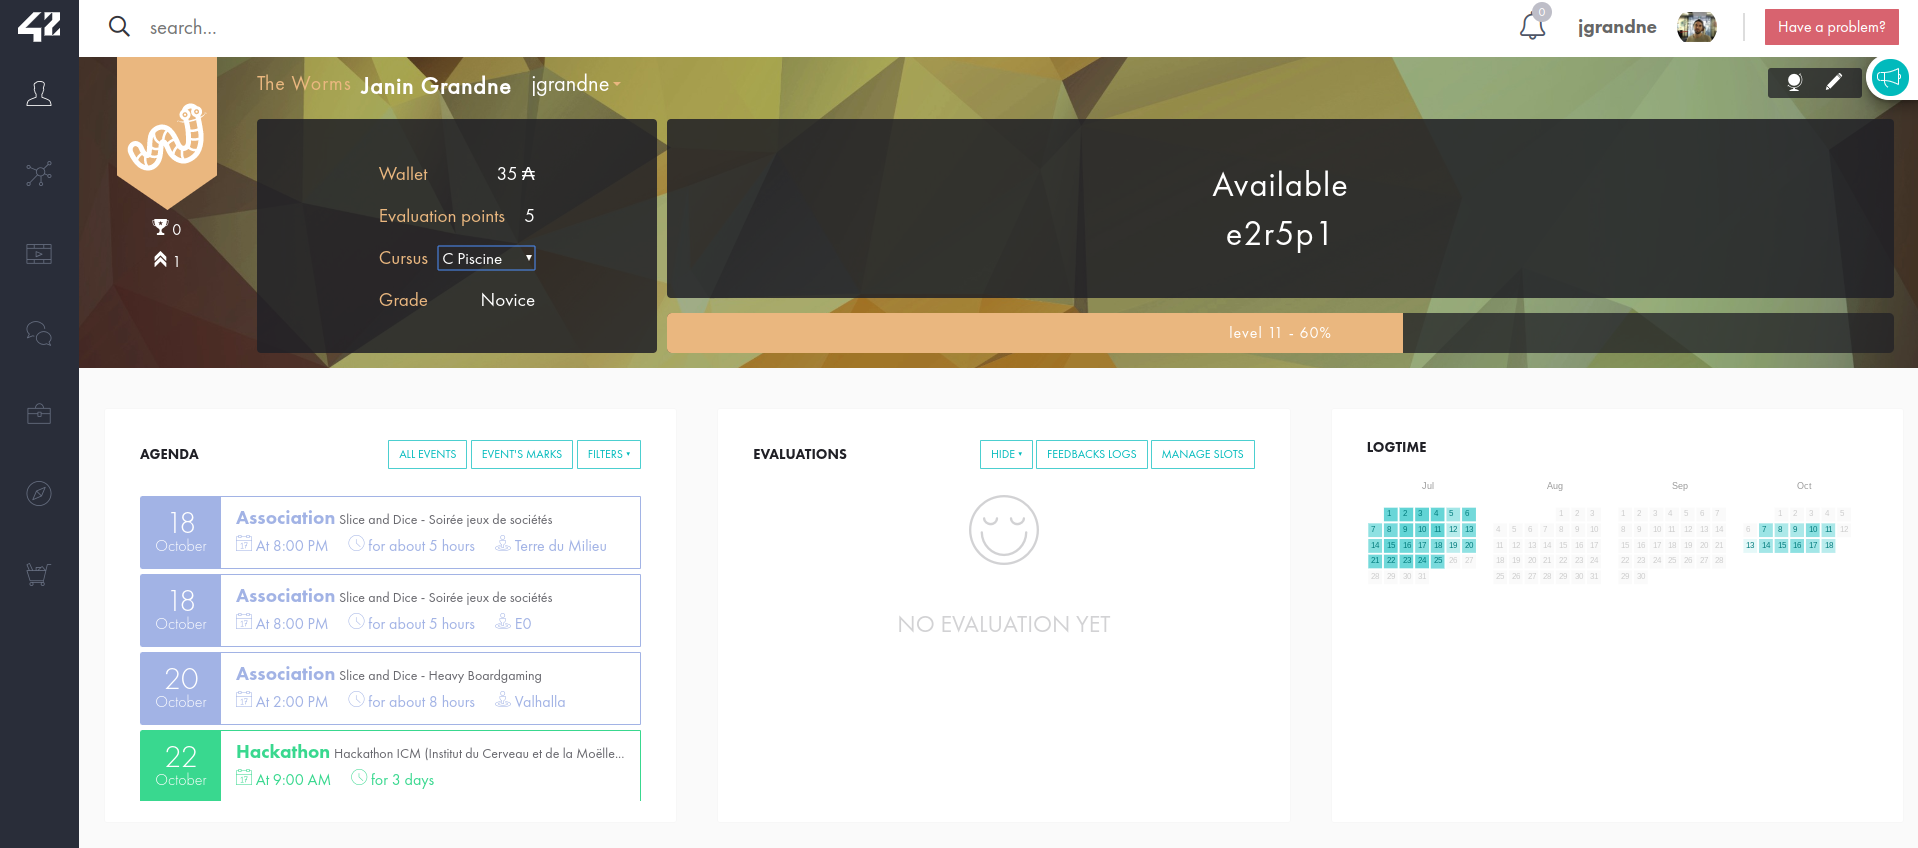 42
search...
0
jgrandne
Have a problem?
The Worms Janin Grandne jgrandne
0
1
Wallet 35 ₳
Evaluation points 5
Cursus C Piscine
Grade Novice
Available
e2r5p1
level 11 - 60%
AGENDA
ALL EVENTS
EVENT'S MARKS
FILTERS
18
October
Association Slice and Dice - Soirée jeux de sociétés
17 At 8:00 PM for about 5 hours Terre du Milieu
18
October
Association Slice and Dice - Soirée jeux de sociétés
17 At 8:00 PM for about 5 hours E0
20
October
Association Slice and Dice - Heavy Boardgaming
17 At 2:00 PM for about 8 hours Valhalla
22
October
Hackathon Hackathon ICM (Institut du Cerveau et de la Moëlle...
17 At 9:00 AM for 3 days
EVALUATIONS
HIDE
FEEDBACKS LOGS
MANAGE SLOTS
NO EVALUATION YET
LOGTIME
Jul
1 2 3 4 5 6
7 8 9 10 11 12 13
14 15 16 17 18 19 20
21 22 23 24 25 26 27
28 29 30 31
Aug
1 2 3
4 5 6 7 8 9 10
11 12 13 14 15 16 17
18 19 20 21 22 23 24
25 26 27 28 29 30 31
Sep
1 2 3 4 5 6 7
8 9 10 11 12 13 14
15 16 17 18 19 20 21
22 23 24 25 26 27 28
29 30
Oct
1 2 3 4 5
6 7 8 9 10 11 12
13 14 15 16 17 18